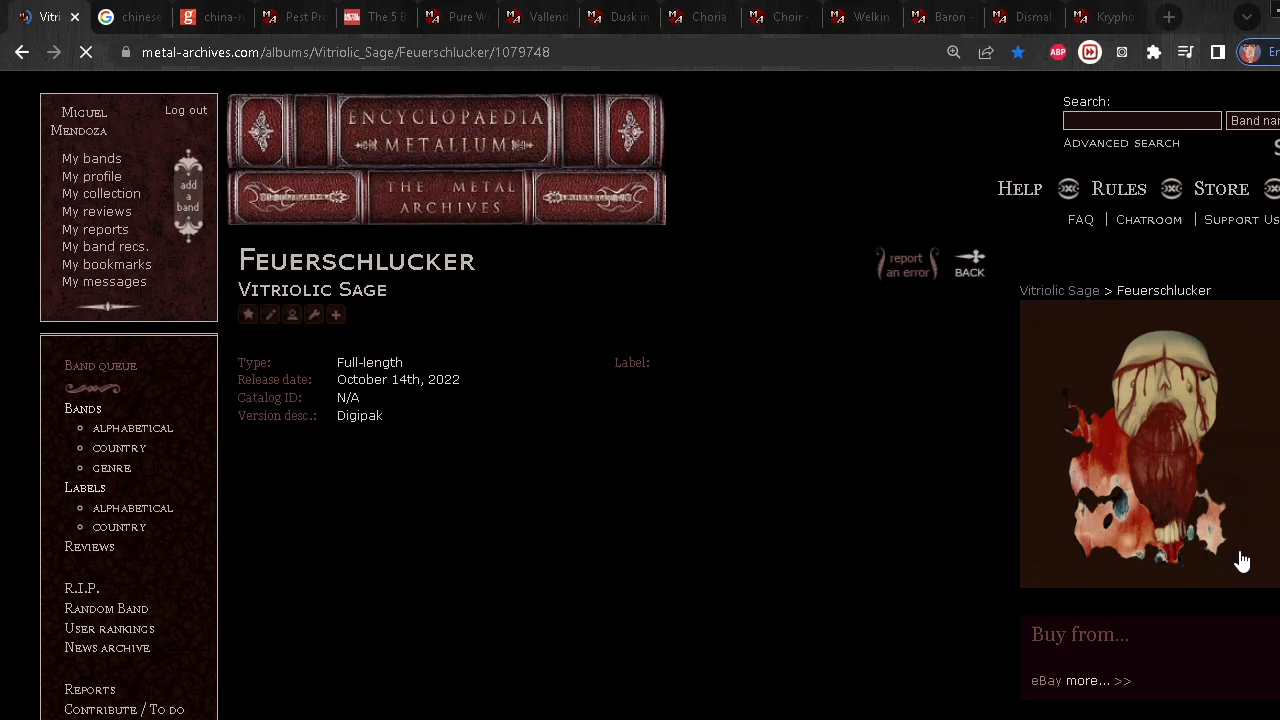 Vitri
chinese
china-n
Pest Pro
The 5 B
Pure W
Vallend
Dusk in
Choria
Choir -
Welkin
Baron -
Dismal
Krypho
metal-archives.com/albums/Vitriolic_Sage/Feuerschlucker/1079748
ABP
En
Miguel Mendoza
Log out
My bands
My profile
My collection
My reviews
My reports
My band recs.
My bookmarks
My messages
add
a
band
ENCYCLOPAEDIA
METALLUM
THE METAL
ARCHIVES
Search:
Band nam
Advanced search
Help
Rules
Store
FAQ | Chatroom | Support Us
Feuerschlucker
Vitriolic Sage
report
an error
BACK
Vitriolic Sage > Feuerschlucker
Type: Full-length
Release date: October 14th, 2022
Catalog ID: N/A
Version desc.: Digipak
Label:
Band queue
Bands
alphabetical
country
genre
Labels
alphabetical
country
Reviews
R.I.P.
Random Band
User rankings
News archive
Reports
Contribute / To do
Buy from...
eBay more... >>